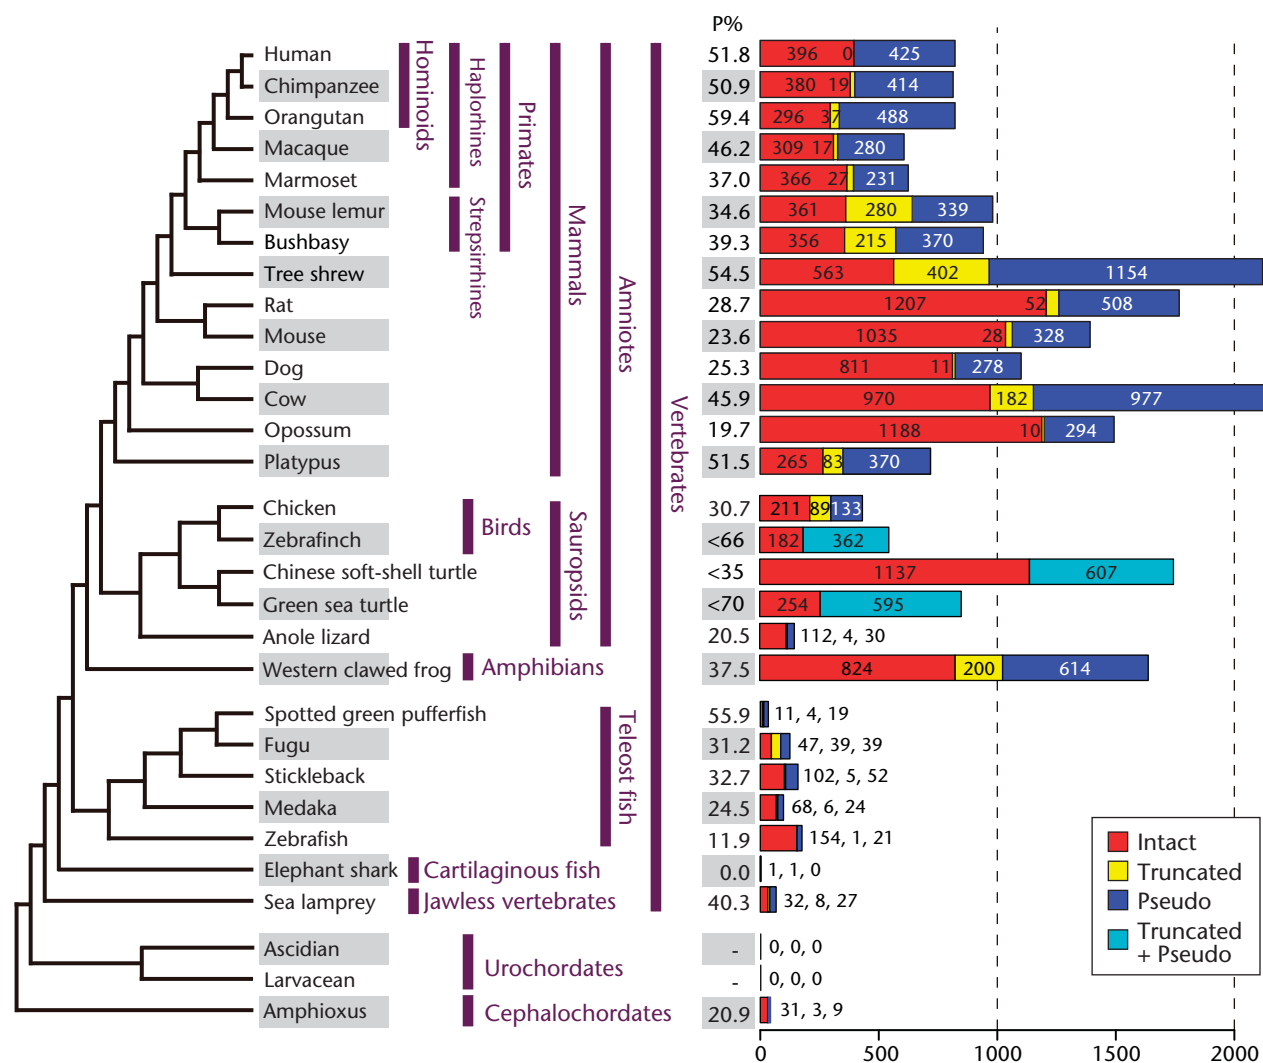 P%
Human 51.8 396 0 425
Chimpanzee 50.9 380 19 414
Orangutan 59.4 296 37 488
Macaque 46.2 309 17 280
Marmoset 37.0 366 27 231
Mouse lemur 34.6 361 280 339
Bushbasy 39.3 356 215 370
Tree shrew 54.5 563 402 1154
Rat 28.7 1207 52 508
Mouse 23.6 1035 28 328
Dog 25.3 811 11 278
Cow 45.9 970 182 977
Opossum 19.7 1188 10 294
Platypus 51.5 265 83 370
Chicken 30.7 211 89 133
Zebrafinch <66 182 362
Chinese soft-shell turtle <35 1137 607
Green sea turtle <70 254 595
Anole lizard 20.5 112, 4, 30
Western clawed frog 37.5 824 200 614
Spotted green pufferfish 55.9 11, 4, 19
Fugu 31.2 47, 39, 39
Stickleback 32.7 102, 5, 52
Medaka 24.5 68, 6, 24
Zebrafish 11.9 154, 1, 21
Elephant shark 0.0 1, 1, 0
Sea lamprey 40.3 32, 8, 27
Ascidian - 0, 0, 0
Larvacean - 0, 0, 0
Amphioxus 20.9 31, 3, 9
Hominoids
Haplorhines
Strepsirrhines
Primates
Mammals
Amniotes
Vertebrates
Birds
Sauropsids
Amphibians
Teleost fish
Cartilaginous fish
Jawless vertebrates
Urochordates
Cephalochordates
Intact
Truncated
Pseudo
Truncated
+ Pseudo
0 500 1000 1500 2000